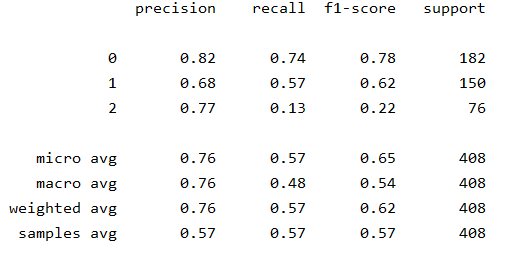 precision recall f1-score support
0 0.82 0.74 0.78 182
1 0.68 0.57 0.62 150
2 0.77 0.13 0.22 76
micro avg 0.76 0.57 0.65 408
macro avg 0.76 0.48 0.54 408
weighted avg 0.76 0.57 0.62 408
samples avg 0.57 0.57 0.57 408